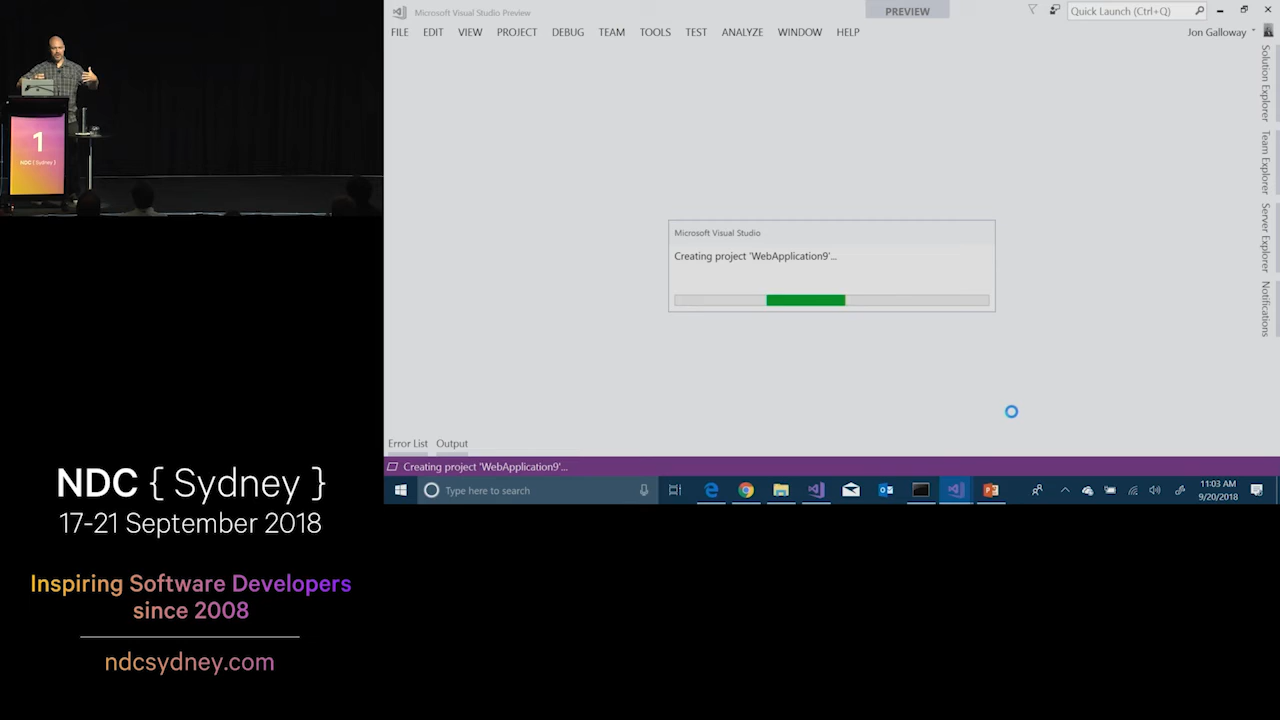 1
NDC { Sydney }
Microsoft Visual Studio Preview
PREVIEW
Quick Launch (Ctrl+Q)
FILE EDIT VIEW PROJECT DEBUG TEAM TOOLS TEST ANALYZE WINDOW HELP
Jon Galloway
Solution Explorer
Team Explorer
Server Explorer
Notifications
Microsoft Visual Studio
Creating project 'WebApplication9'...
Error List Output
Creating project 'WebApplication9'...
Type here to search
11:03 AM
9/20/2018
NDC { Sydney }
17-21 September 2018
Inspiring Software Developers
since 2008
ndcsydney.com